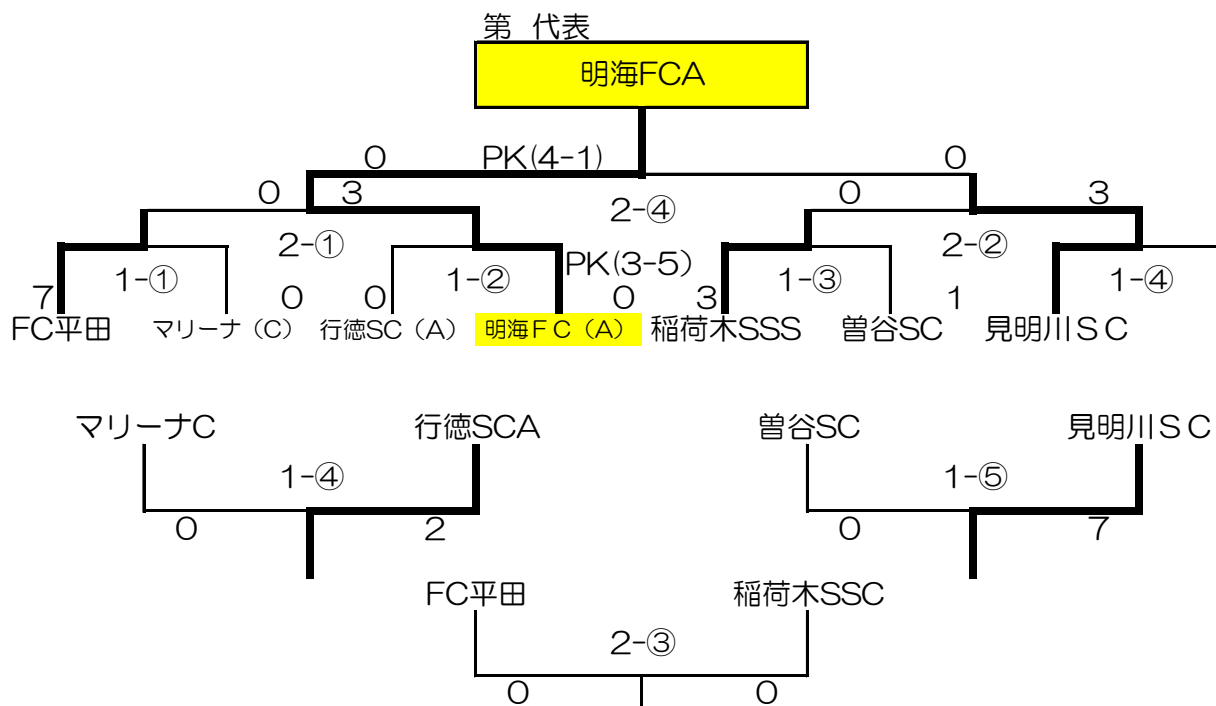 第 代表
明海FCA
0 PK(4-1) 0
0 3 2-④ 0 3
2-① 2-②
1-① 1-② PK(3-5) 1-③ 1-④
7 0 0 0 3 1
FC平田 マリーナ（C） 行徳SC（A） 明海FC（A） 稲荷木SSS 曽谷SC 見明川SC
マリーナC 行徳SCA 曽谷SC 見明川SC
1-④ 1-⑤
0 2 0 7
FC平田 稲荷木SSC
2-③
0 0